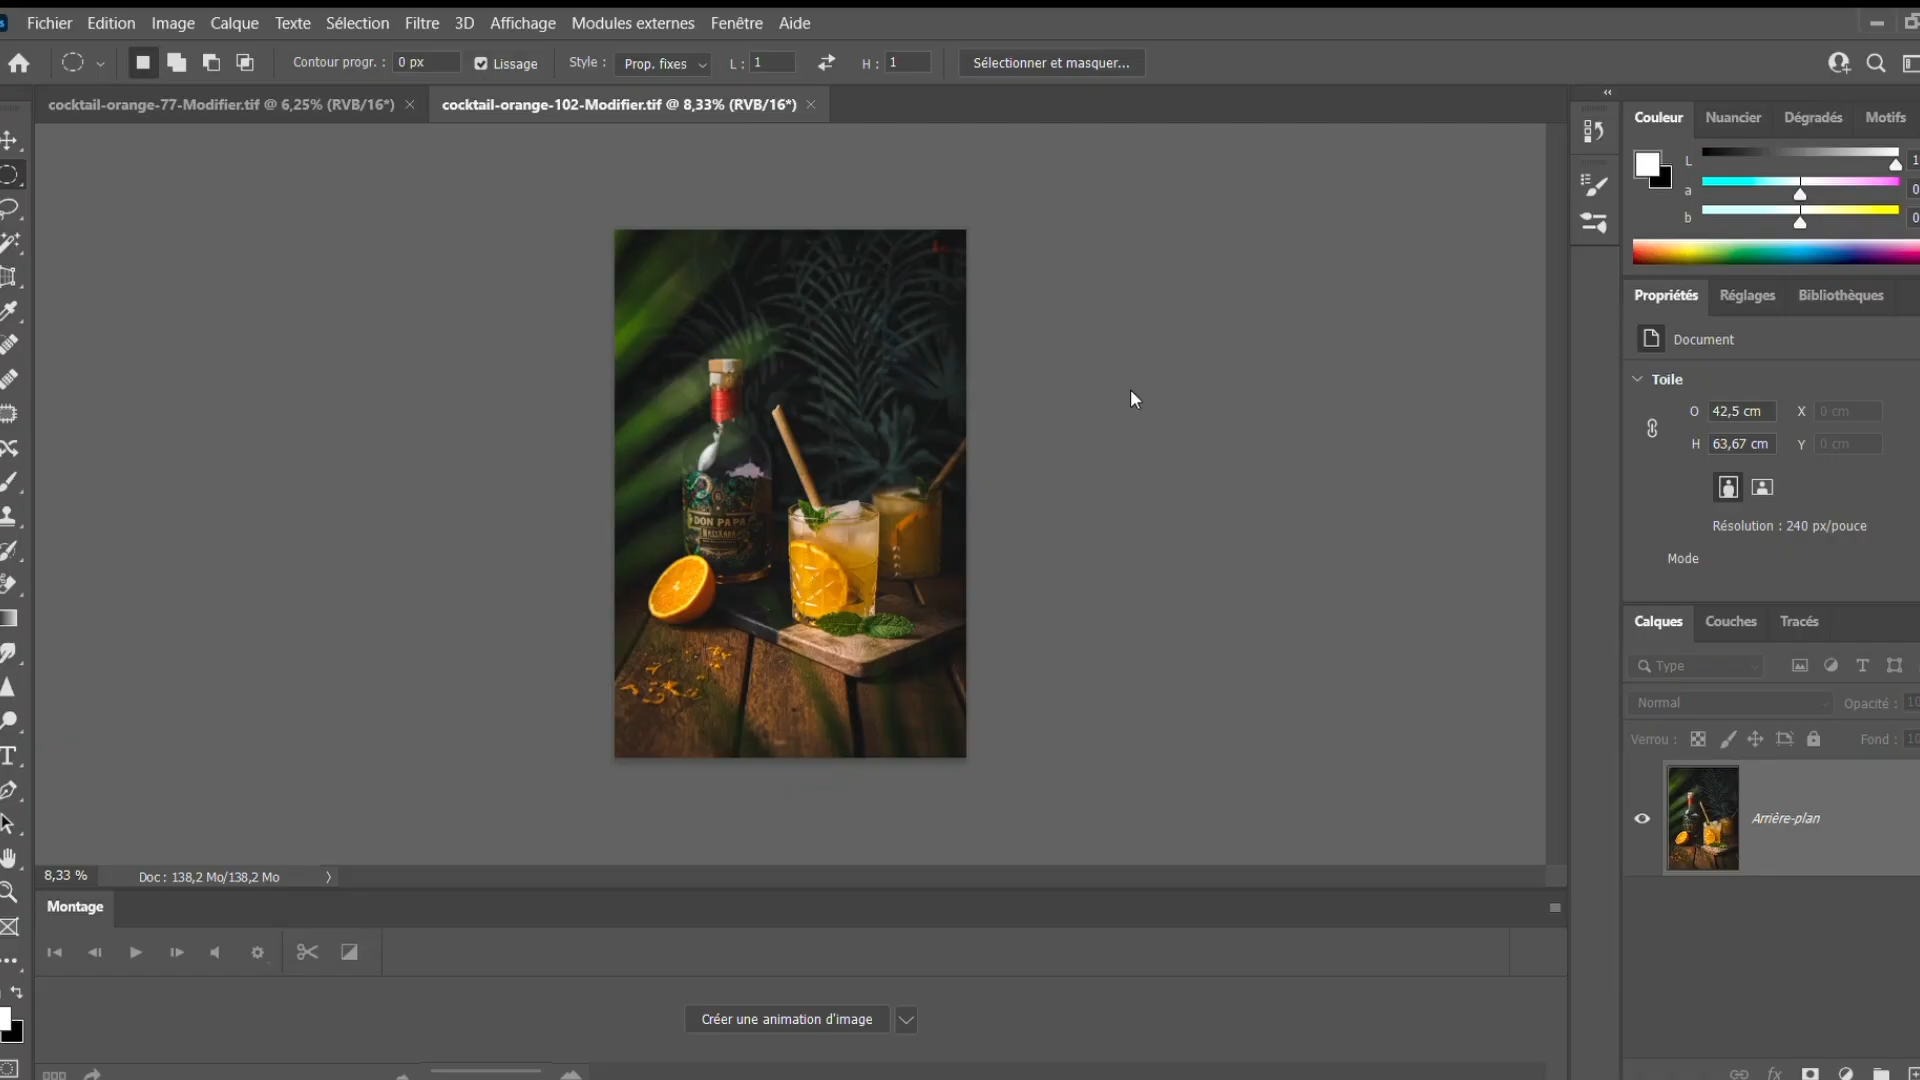 Fichier Edition Image Calque Texte Sélection Filtre 3D Affichage Modules externes Fenêtre Aide
Contour progr. : 0 px Lissage Style : Prop. fixes L : 1 H : 1 Sélectionner et masquer...
cocktail-orange-77-Modifier.tif @ 6,25% (RVB/16*) × cocktail-orange-102-Modifier.tif @ 8,33% (RVB/16*) ×
Couleur Nuancier Dégradés Motifs
L
a
b
Propriétés Réglages Bibliothèques
Document
Toile
O 42,5 cm X 0 cm
H 63,67 cm Y 0 cm
Résolution : 240 px/pouce
Mode
DON PAPA
Calques Couches Tracés
Type
Normal Opacité :
Verrou : Fond :
Arrière-plan
8,33 % Doc : 138,2 Mo/138,2 Mo
Montage
Créer une animation d'image
fx